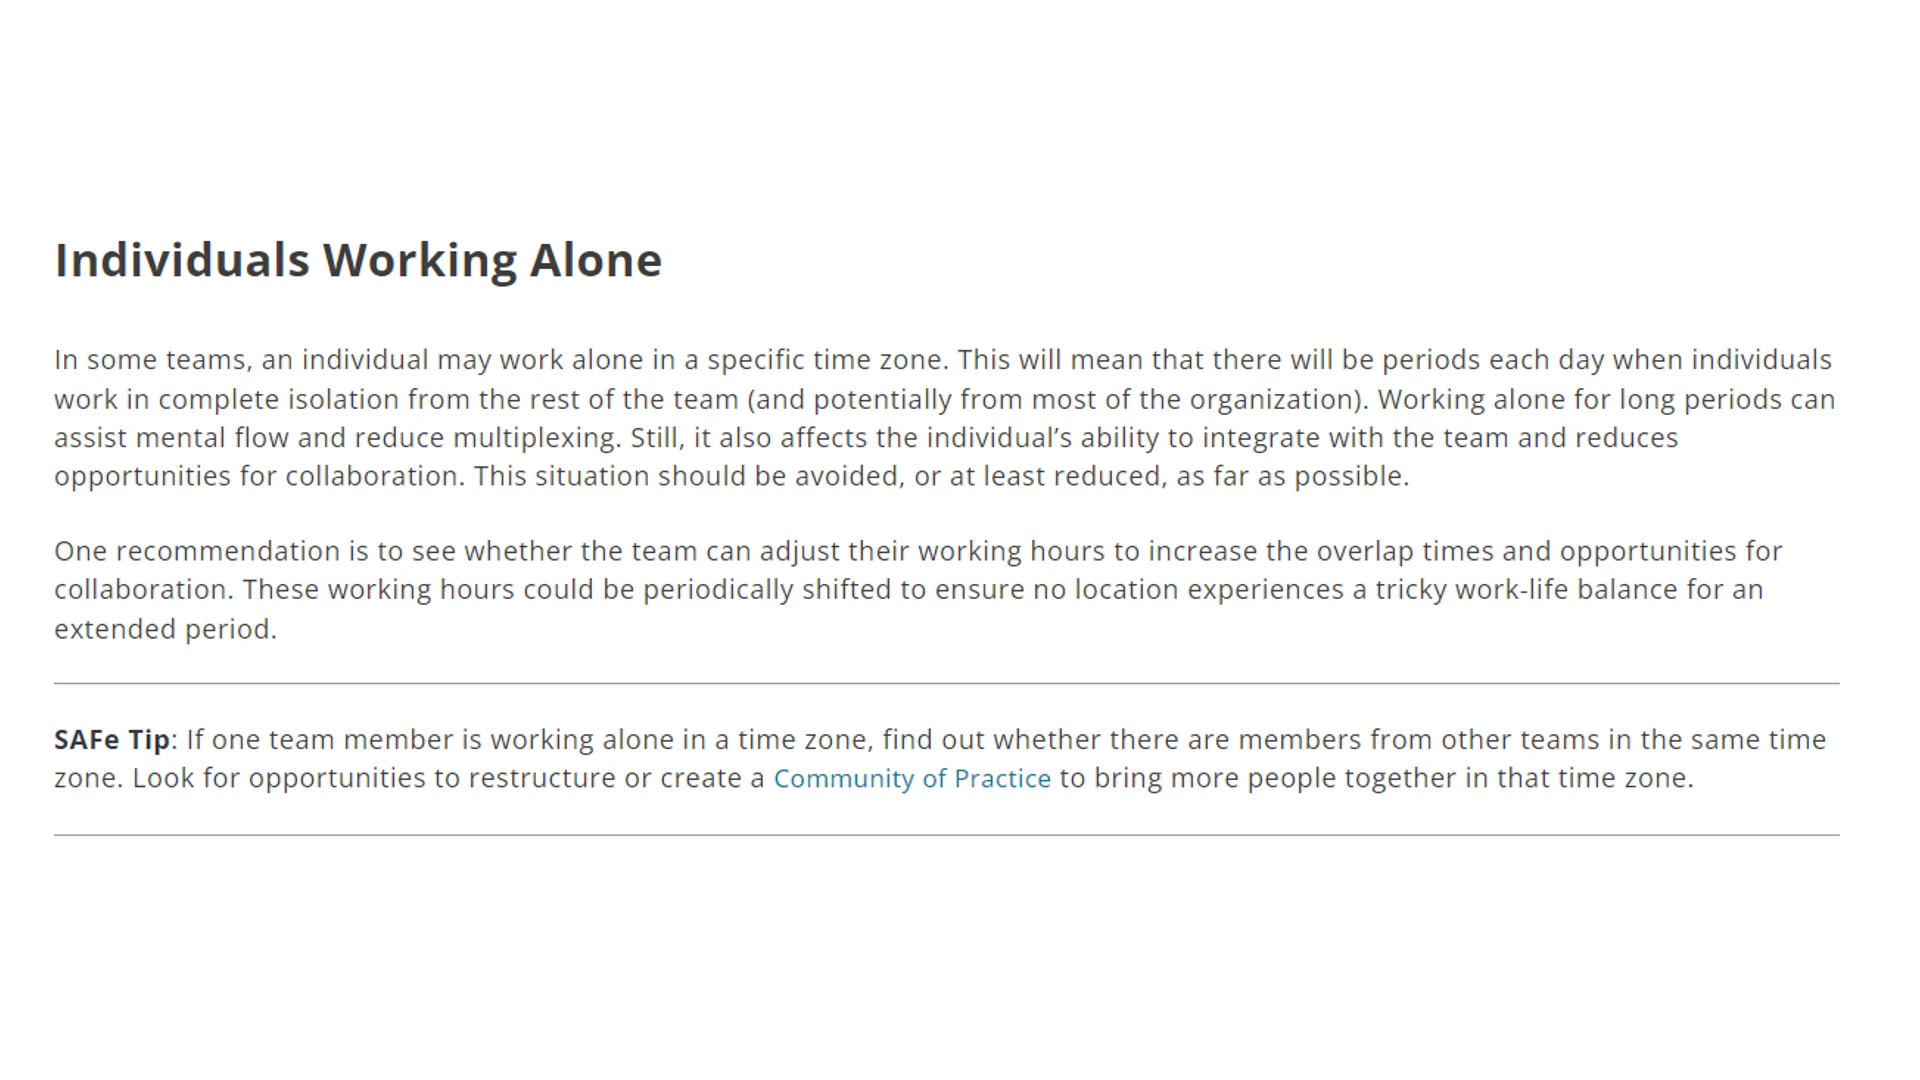 Individuals Working Alone
In some teams, an individual may work alone in a specific time zone. This will mean that there will be periods each day when individuals
work in complete isolation from the rest of the team (and potentially from most of the organization). Working alone for long periods can
assist mental flow and reduce multiplexing. Still, it also affects the individual’s ability to integrate with the team and reduces
opportunities for collaboration. This situation should be avoided, or at least reduced, as far as possible.
One recommendation is to see whether the team can adjust their working hours to increase the overlap times and opportunities for
collaboration. These working hours could be periodically shifted to ensure no location experiences a tricky work-life balance for an
extended period.
SAFe Tip: If one team member is working alone in a time zone, find out whether there are members from other teams in the same time
zone. Look for opportunities to restructure or create a Community of Practice to bring more people together in that time zone.